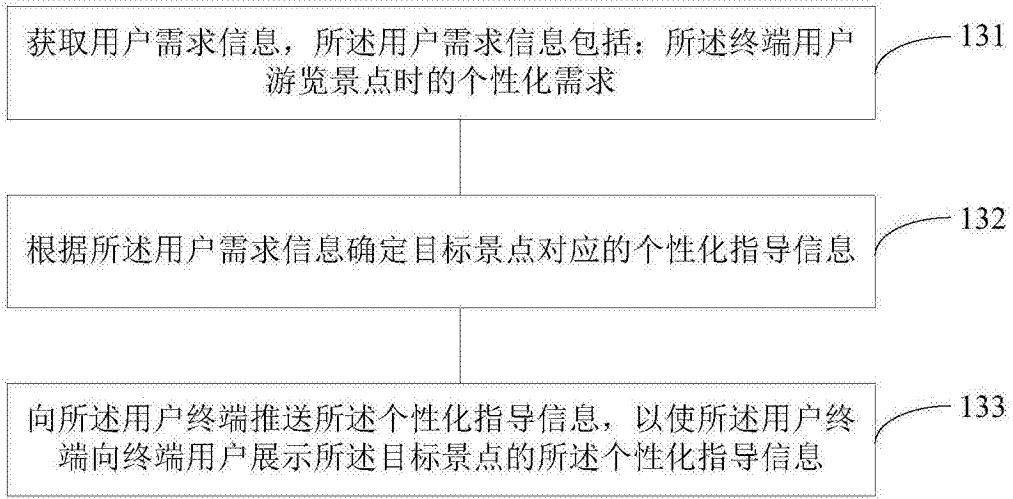 获取用户需求信息，所述用户需求信息包括：所述终端用户
游览景点时的个性化需求
131
根据所述用户需求信息确定目标景点对应的个性化指导信息
132
向所述用户终端推送所述个性化指导信息，以使所述用户终
端向终端用户展示所述目标景点的所述个性化指导信息
133